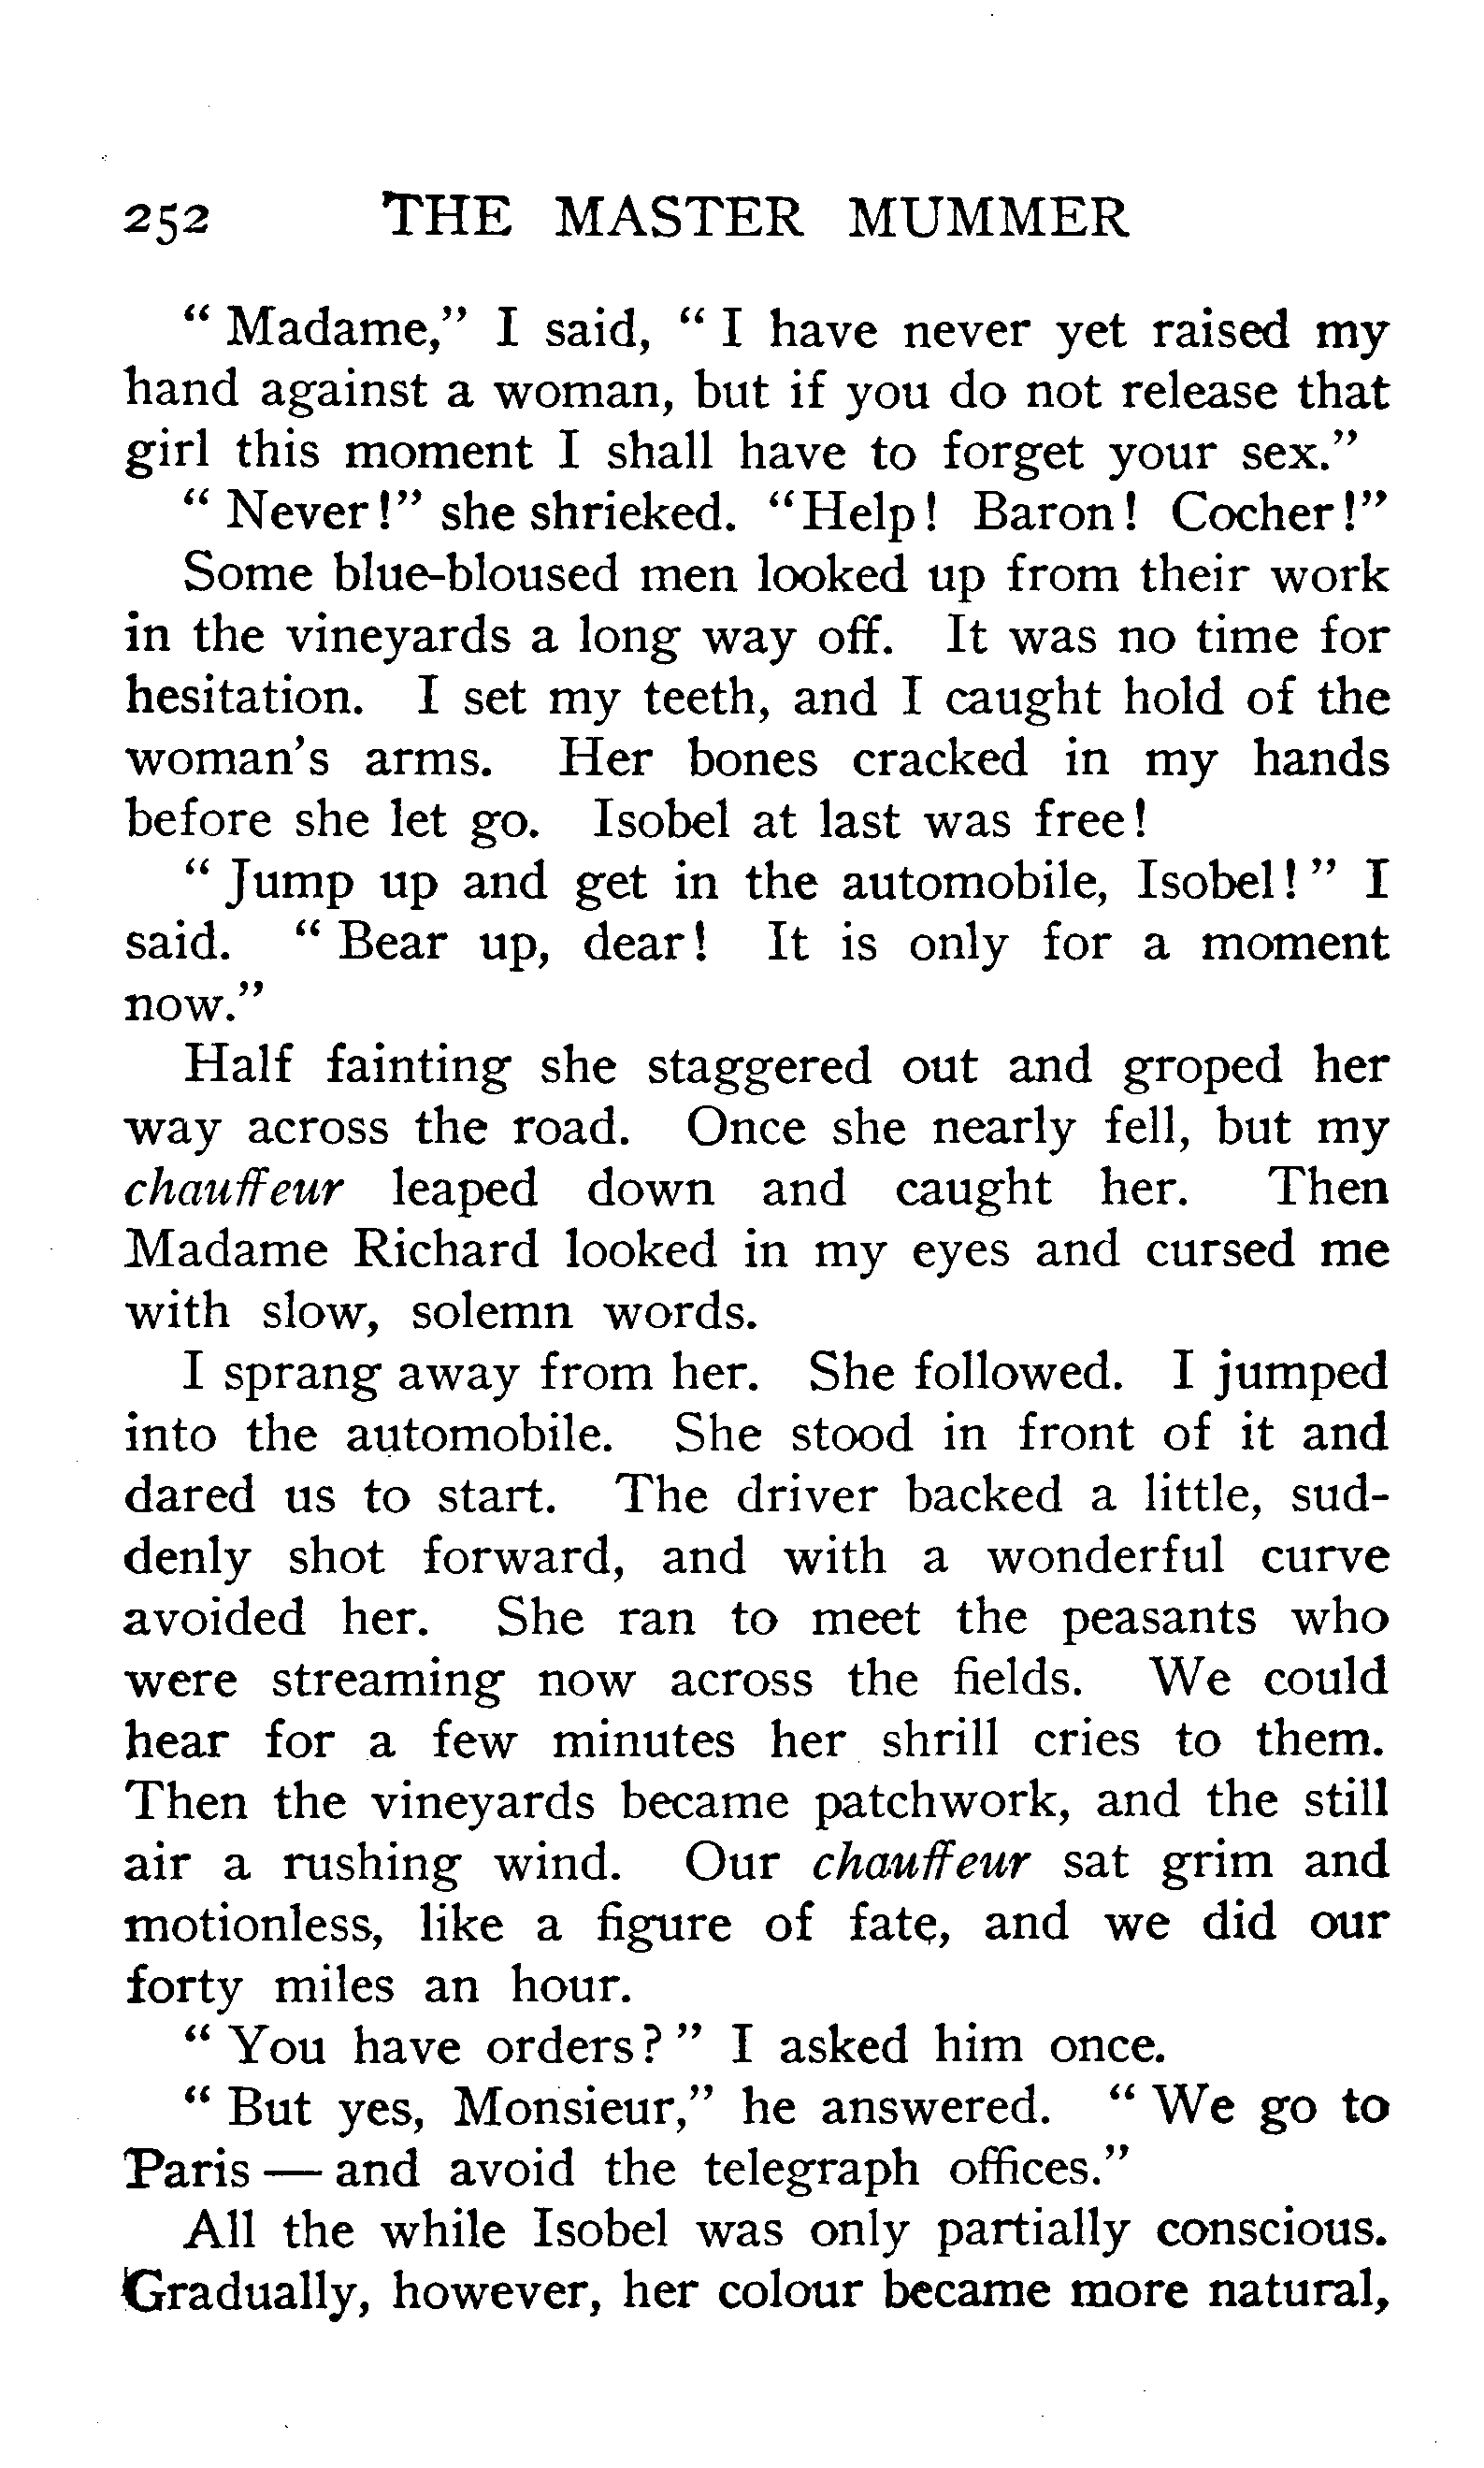 252 THE MASTER MUMMER
“ Madame,” I said, “ I have never yet raised my
hand against a woman, but if you do not release that
girl this moment I shall have to forget your sex.”
“ Never!” she shrieked. “Help! Baron! Cocher!”
Some blue-bloused men looked up from their work
in the vineyards a long way off. It was no time for
hesitation. I set my teeth, and I caught hold of the
woman's arms. Her bones cracked in my hands
before she let go. Isobel at last was free!
“ Jump up and get in the automobile, Isobel! ” I
said. “ Bear up, dear! It is only for a moment
now.”
Half fainting she staggered out and groped her
way across the road. Once she nearly fell, but my
chauffeur leaped down and caught her. Then
Madame Richard looked in my eyes and cursed me
with slow, solemn words.
I sprang away from her. She followed. I jumped
into the automobile. She stood in front of it and
dared us to start. The driver backed a little, sud-
denly shot forward, and with a wonderful curve
avoided her. She ran to meet the peasants who
were streaming now across the fields. We could
hear for a few minutes her shrill cries to them.
Then the vineyards became patchwork, and the still
air a rushing wind. Our chauffeur sat grim and
motionless, like a figure of fate, and we did our
forty miles an hour.
“ You have orders? ” I asked him once.
“ But yes, Monsieur,” he answered. “ We go to
Paris — and avoid the telegraph offices.”
All the while Isobel was only partially conscious.
Gradually, however, her colour became more natural,